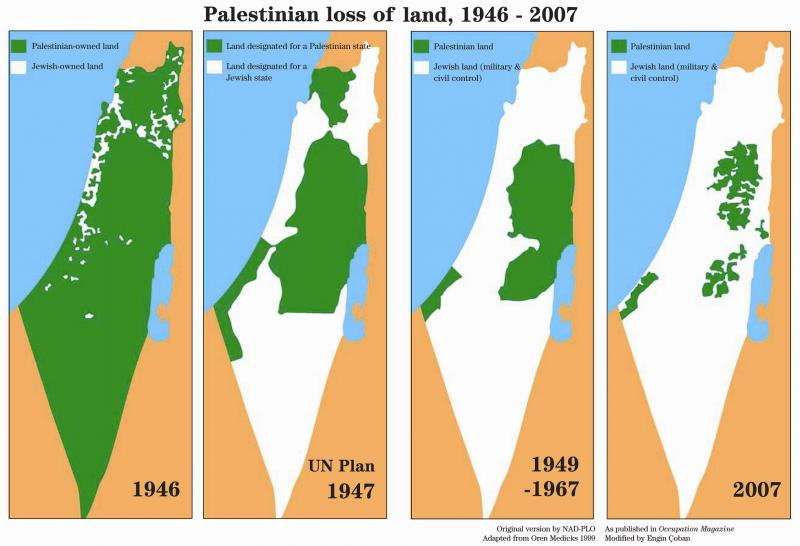 Palestinian loss of land, 1946 - 2007
Palestinian-owned land
Jewish-owned land
1946
Land designated for a Palestinian state
Land designated for a
Jewish state
UN Plan
1947
Palestinian land
Jewish land (military &
civil control)
1949
-1967
Palestinian land
Jewish land (military &
civil control)
2007
Original version by NAD-PLO
Adapted from Oren Medicks 1999
As published in Occupation Magazine
Modified by Engin Çoban